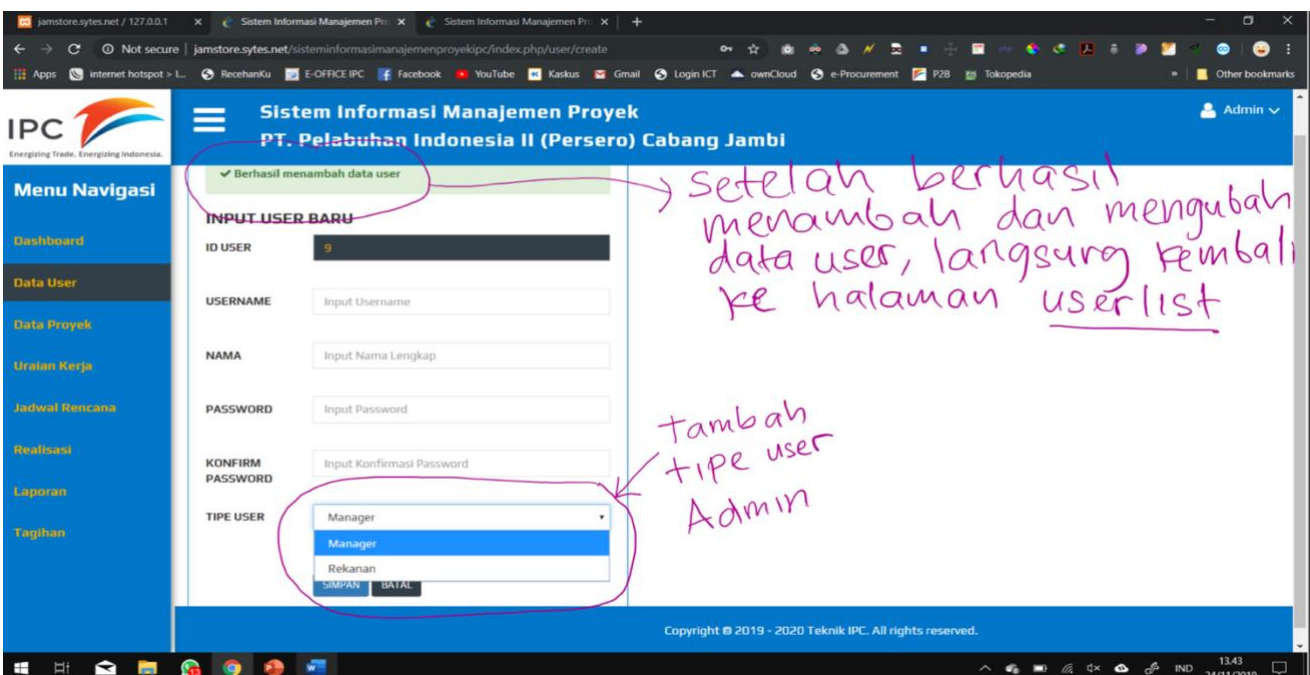 jamstore.sytes.net / 127.0.0.1
Sistem Informasi Manajemen Pro
Sistem Informasi Manajemen Pro
Not secure | jamstore.sytes.net/sisteminformasimanajemenproyekipc/index.php/user/create
Apps
internet hotspot > L...
RecehanKu
E-OFFICE IPC
Facebook
YouTube
Kaskus
Gmail
Login ICT
ownCloud
e-Procurement
P2B
Tokopedia
Other bookmarks
IPC
Energizing Trade. Energizing Indonesia.
Sistem Informasi Manajemen Proyek
PT. Pelabuhan Indonesia II (Persero) Cabang Jambi
Admin
Menu Navigasi
Dashboard
Data User
Data Proyek
Uraian Kerja
Jadwal Rencana
Realisasi
Laporan
Tagihan
Berhasil menambah data user
INPUT USER BARU
ID USER
9
USERNAME
Input Username
NAMA
Input Nama Lengkap
PASSWORD
Input Password
KONFIRM
PASSWORD
Input Konfirmasi Password
TIPE USER
Manager
Manager
Rekanan
SIMPAN
BATAL
setelah berhasil
menambah dan mengubah
data user, langsung kembali
ke halaman userlist
Tambah
tipe user
Admin
Copyright © 2019 - 2020 Teknik IPC. All rights reserved.
IND
13.43
24/11/2019